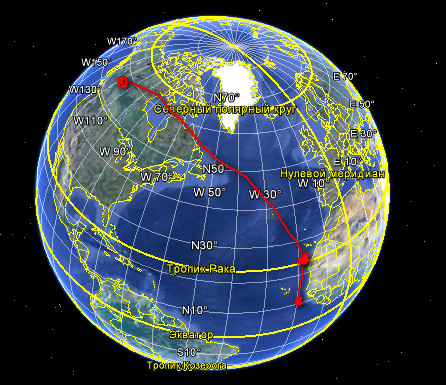 W170°
W150°
W130°
W110°
W 90°
W 70°
W 50°
W 30°
W 10°
E 10°
E 30°
E 50°
E 70°
N70°
Северный полярный круг
N50°
Нулевой меридиан
N30°
Тропик Рака
N10°
Экватор
S10°
Тропик Козерога